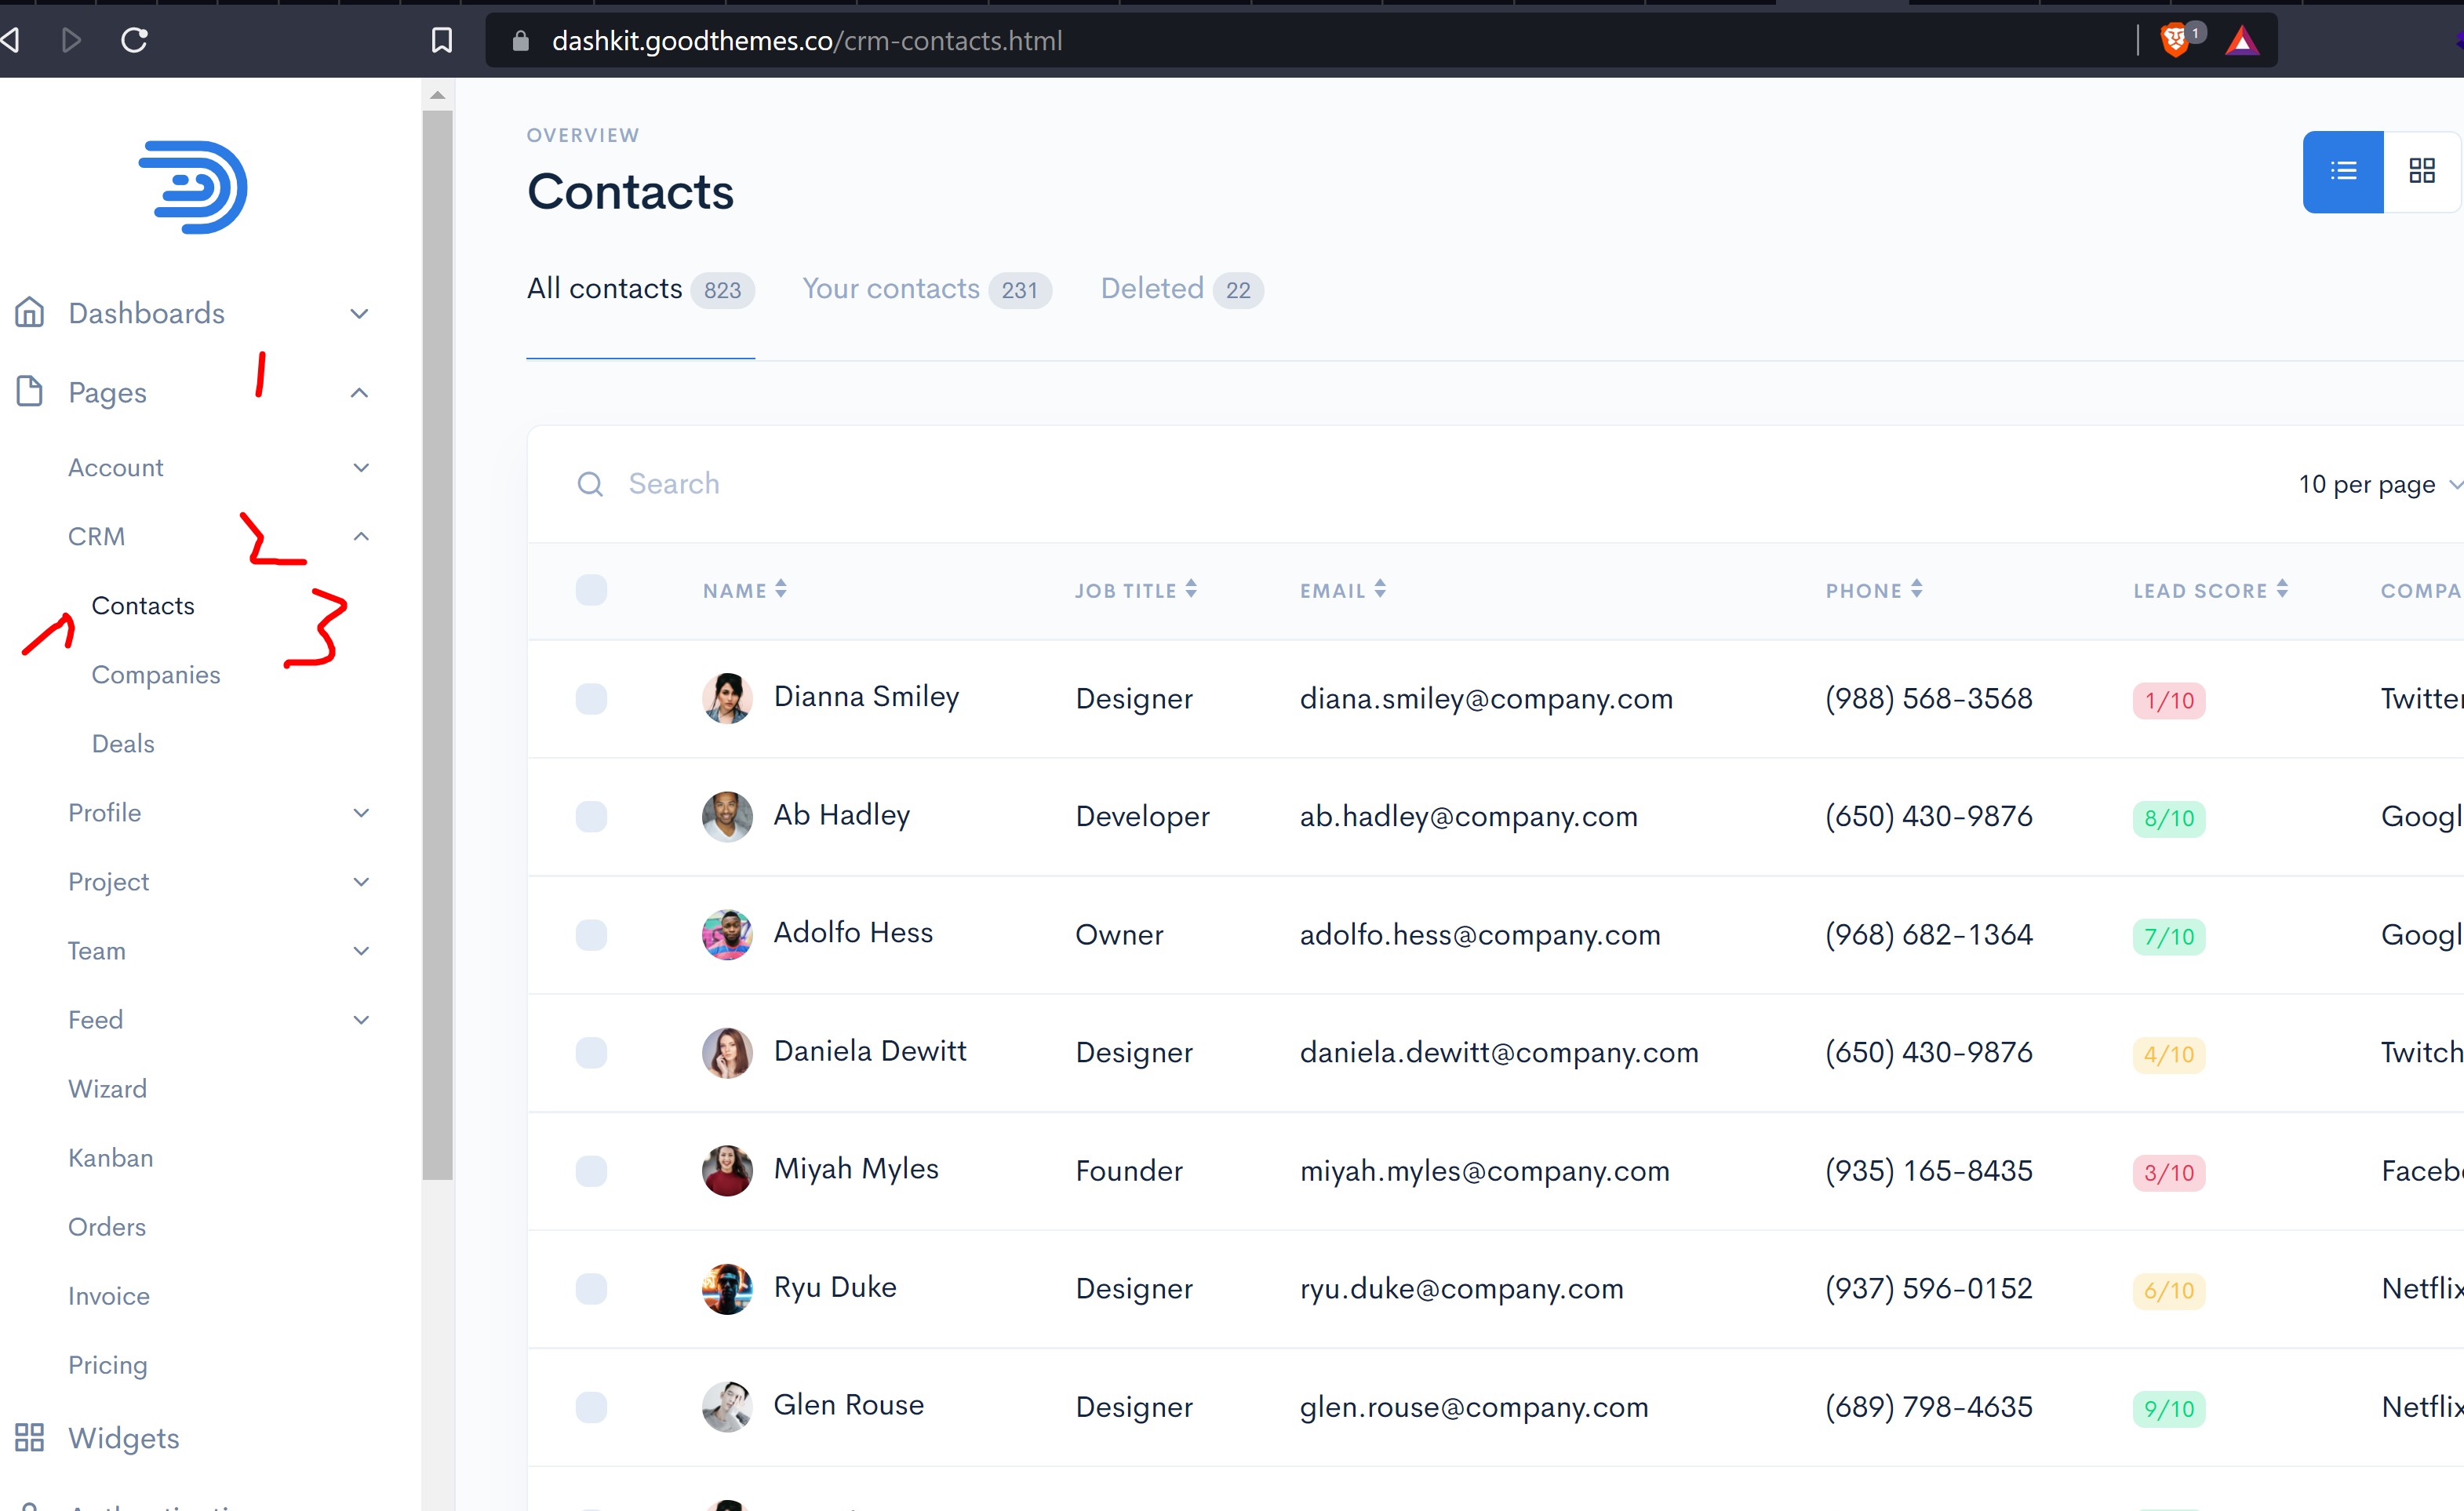 dashkit.goodthemes.co/crm-contacts.html
1
Dashboards
Pages
1
Account
CRM
2
Contacts
3
Companies
Deals
Profile
Project
Team
Feed
Wizard
Kanban
Orders
Invoice
Pricing
Widgets
OVERVIEW
Contacts
All contacts 823 Your contacts 231 Deleted 22
Search 10 per page
NAME JOB TITLE EMAIL PHONE LEAD SCORE COMPA
Dianna Smiley Designer diana.smiley@company.com (988) 568-3568 1/10 Twitter
Ab Hadley Developer ab.hadley@company.com (650) 430-9876 8/10 Googl
Adolfo Hess Owner adolfo.hess@company.com (968) 682-1364 7/10 Googl
Daniela Dewitt Designer daniela.dewitt@company.com (650) 430-9876 4/10 Twitch
Miyah Myles Founder miyah.myles@company.com (935) 165-8435 3/10 Faceb
Ryu Duke Designer ryu.duke@company.com (937) 596-0152 6/10 Netflix
Glen Rouse Designer glen.rouse@company.com (689) 798-4635 9/10 Netflix